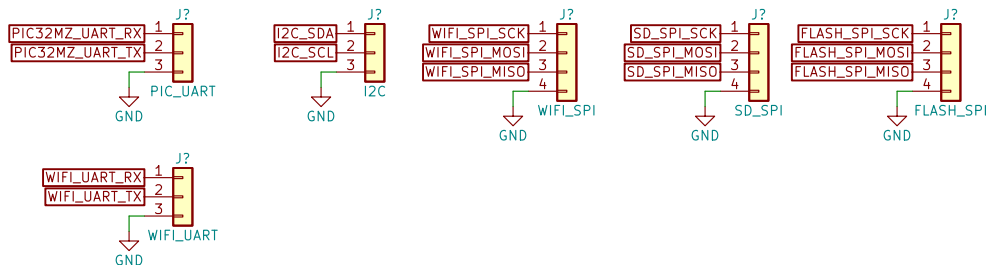 J?
PIC32MZ_UART_RX 1
PIC32MZ_UART_TX 2
3
PIC_UART
GND
J?
I2C_SDA 1
I2C_SCL 2
3
I2C
GND
J?
WIFI_SPI_SCK 1
WIFI_SPI_MOSI 2
WIFI_SPI_MISO 3
4
WIFI_SPI
GND
J?
SD_SPI_SCK 1
SD_SPI_MOSI 2
SD_SPI_MISO 3
4
SD_SPI
GND
J?
FLASH_SPI_SCK 1
FLASH_SPI_MOSI 2
FLASH_SPI_MISO 3
4
FLASH_SPI
GND
J?
WIFI_UART_RX 1
WIFI_UART_TX 2
3
WIFI_UART
GND